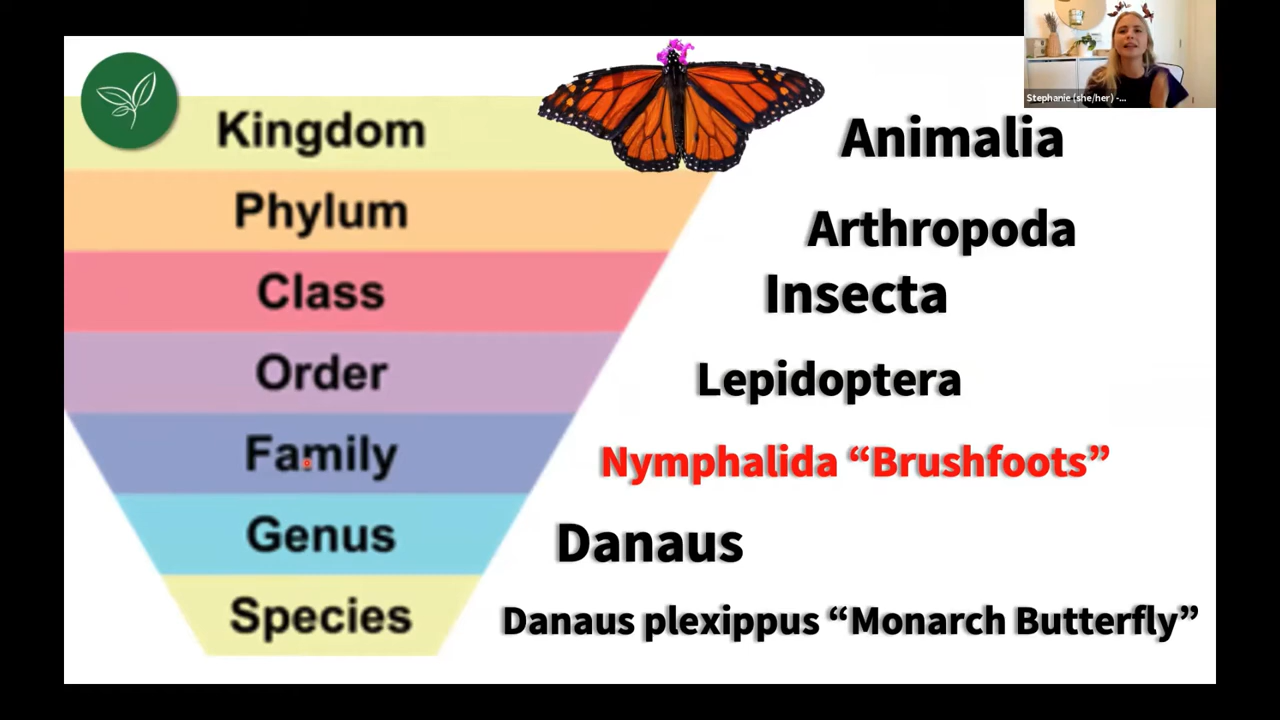 Stephanie (she/her) -...
Kingdom
Animalia
Phylum
Arthropoda
Class
Insecta
Order
Lepidoptera
Family
Nymphalida “Brushfoots”
Genus
Danaus
Species
Danaus plexippus “Monarch Butterfly”